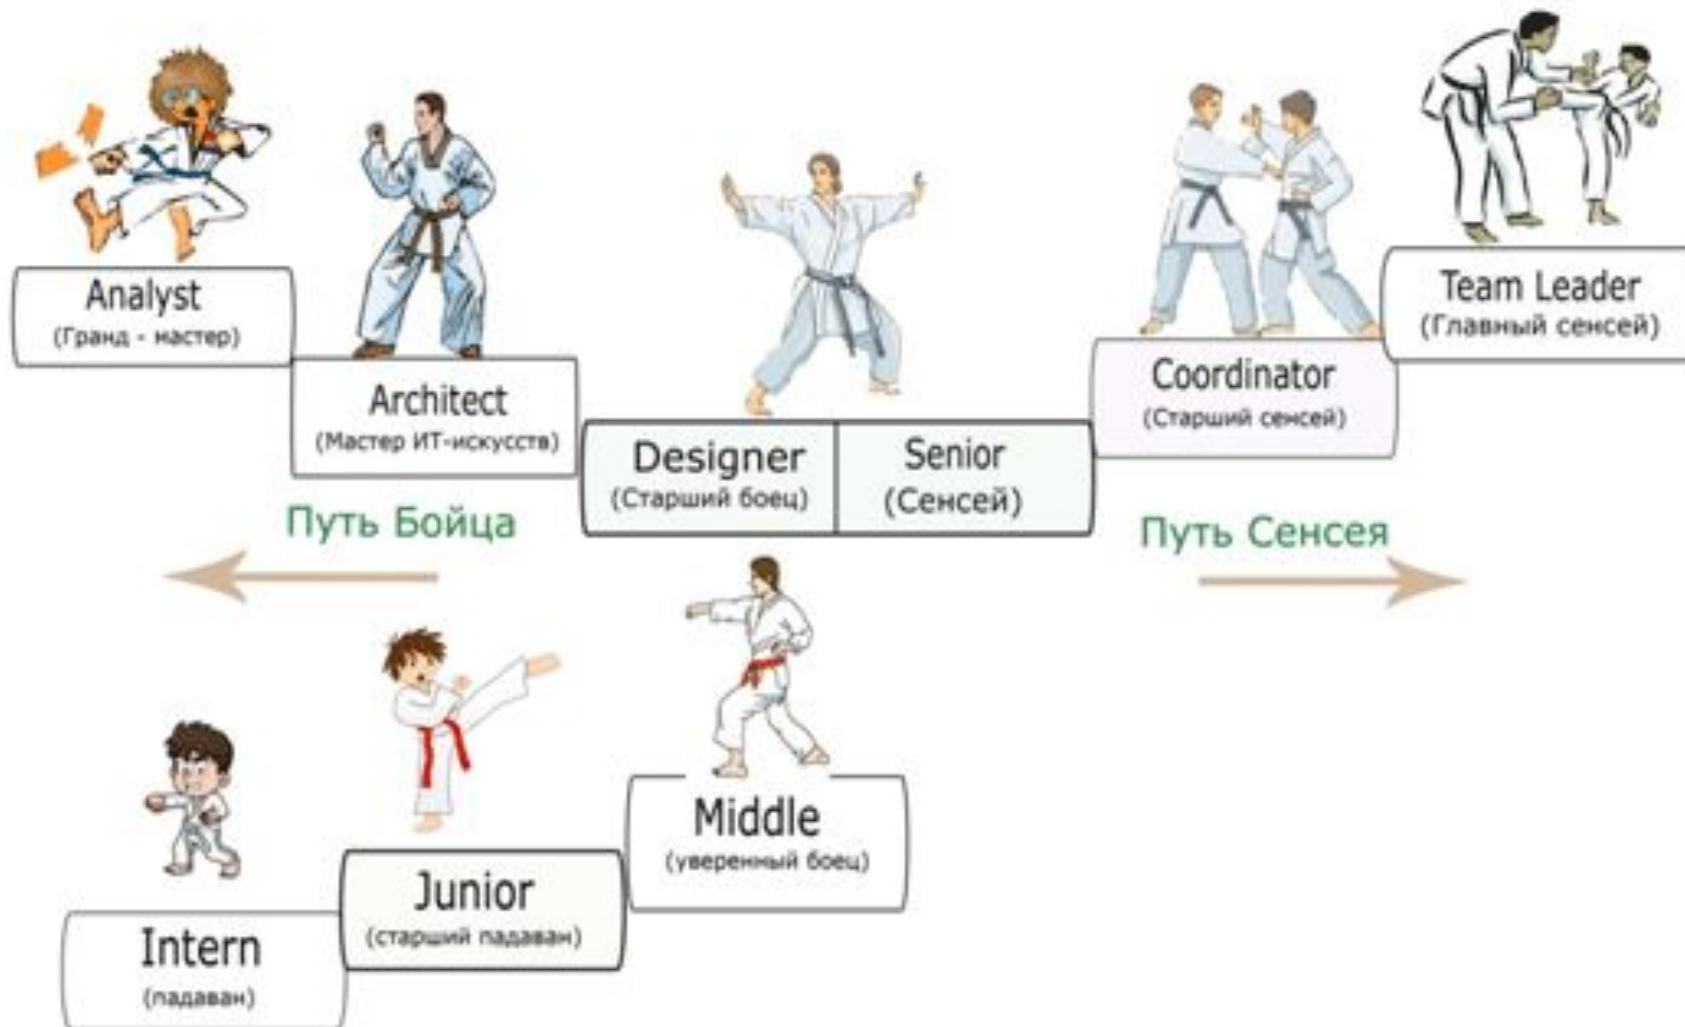 Analyst
(Гранд - мастер)
Architect
(Мастер ИТ-искусств)
Designer
(Старший боец)
Senior
(Сенсей)
Coordinator
(Старший сенсей)
Team Leader
(Главный сенсей)
Путь Бойца
Путь Сенсея
Middle
(уверенный боец)
Junior
(старший падаван)
Intern
(падаван)